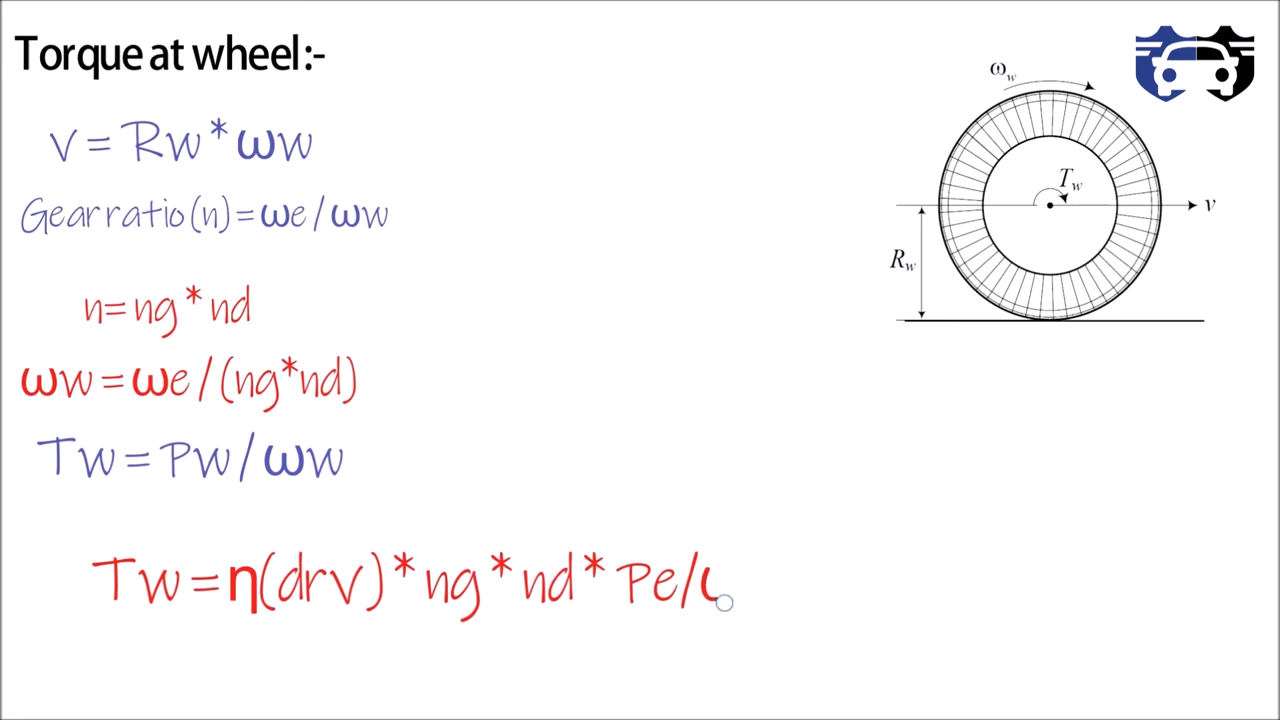 Torque at wheel:-
v = Rw * ωw
Gear ratio(n) = ωe / ωw
n = ng * nd
ωw = ωe / (ng*nd)
Tw = Pw / ωw
Tw = η(drv) * ng * nd * Pe/
ωw
Tw
v
Rw